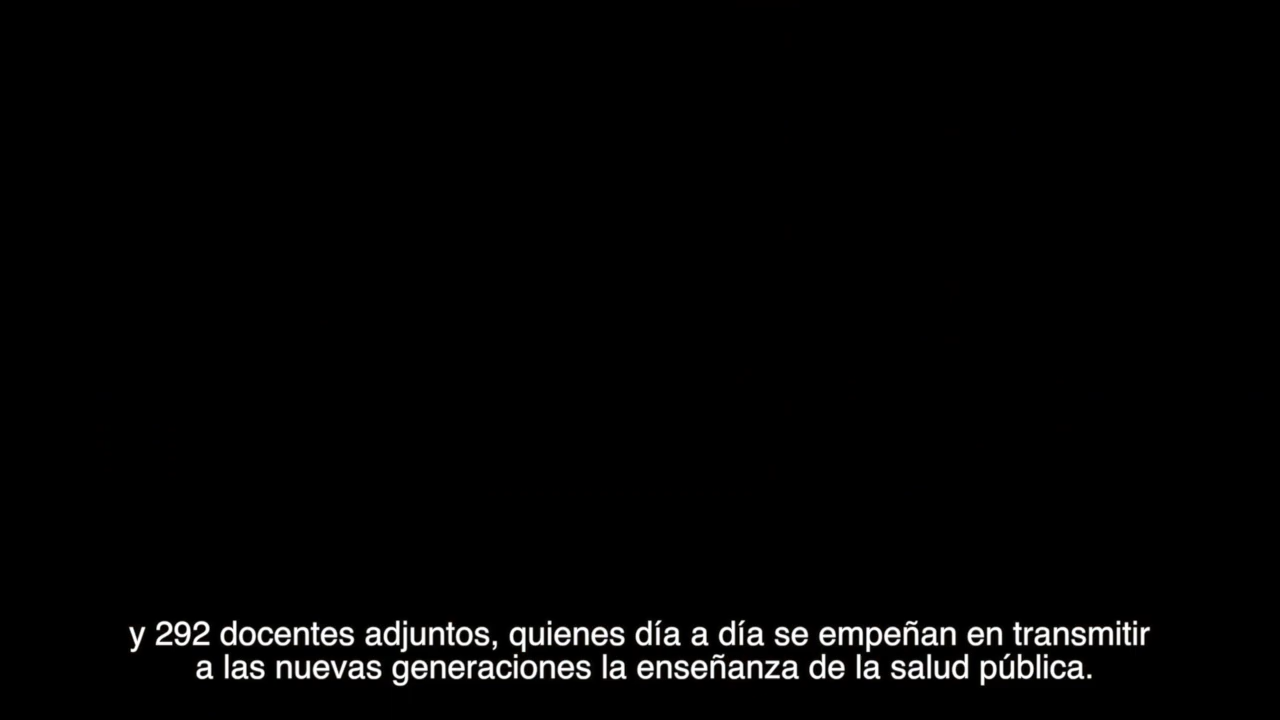 y 292 docentes adjuntos, quienes día a día se empeñan en transmitir
a las nuevas generaciones la enseñanza de la salud pública.